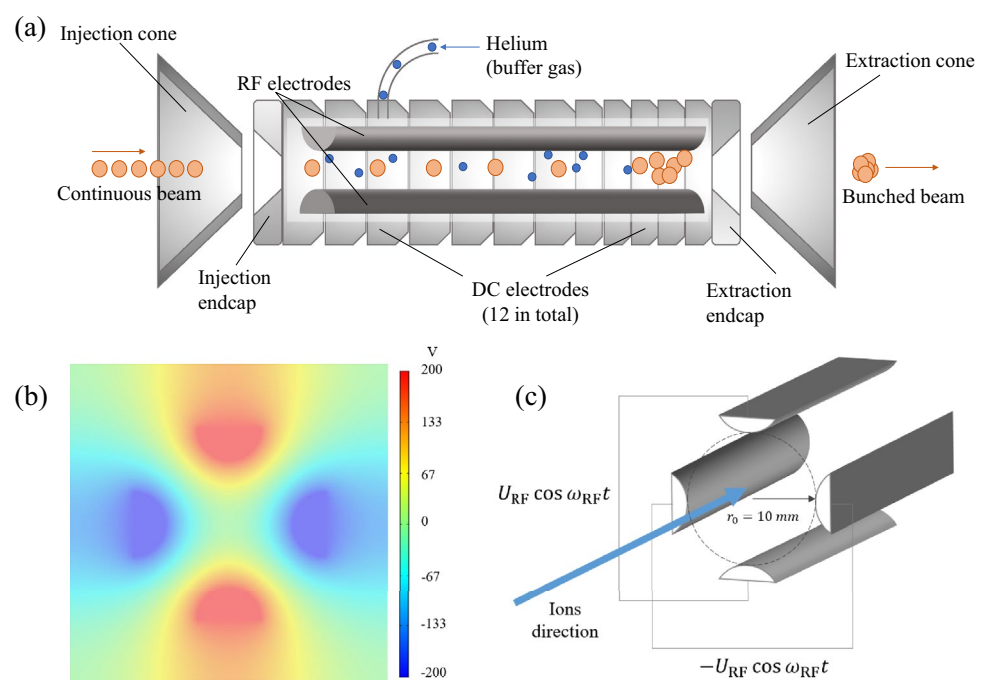 (a)
Injection cone
RF electrodes
Helium
(buffer gas)
Extraction cone
Continuous beam
Bunched beam
Injection
endcap
DC electrodes
(12 in total)
Extraction
endcap
(b)
V
200
133
67
0
-67
-133
-200
(c)
U_RF cos ω_RF t
r₀ = 10 mm
Ions
direction
−U_RF cos ω_RF t